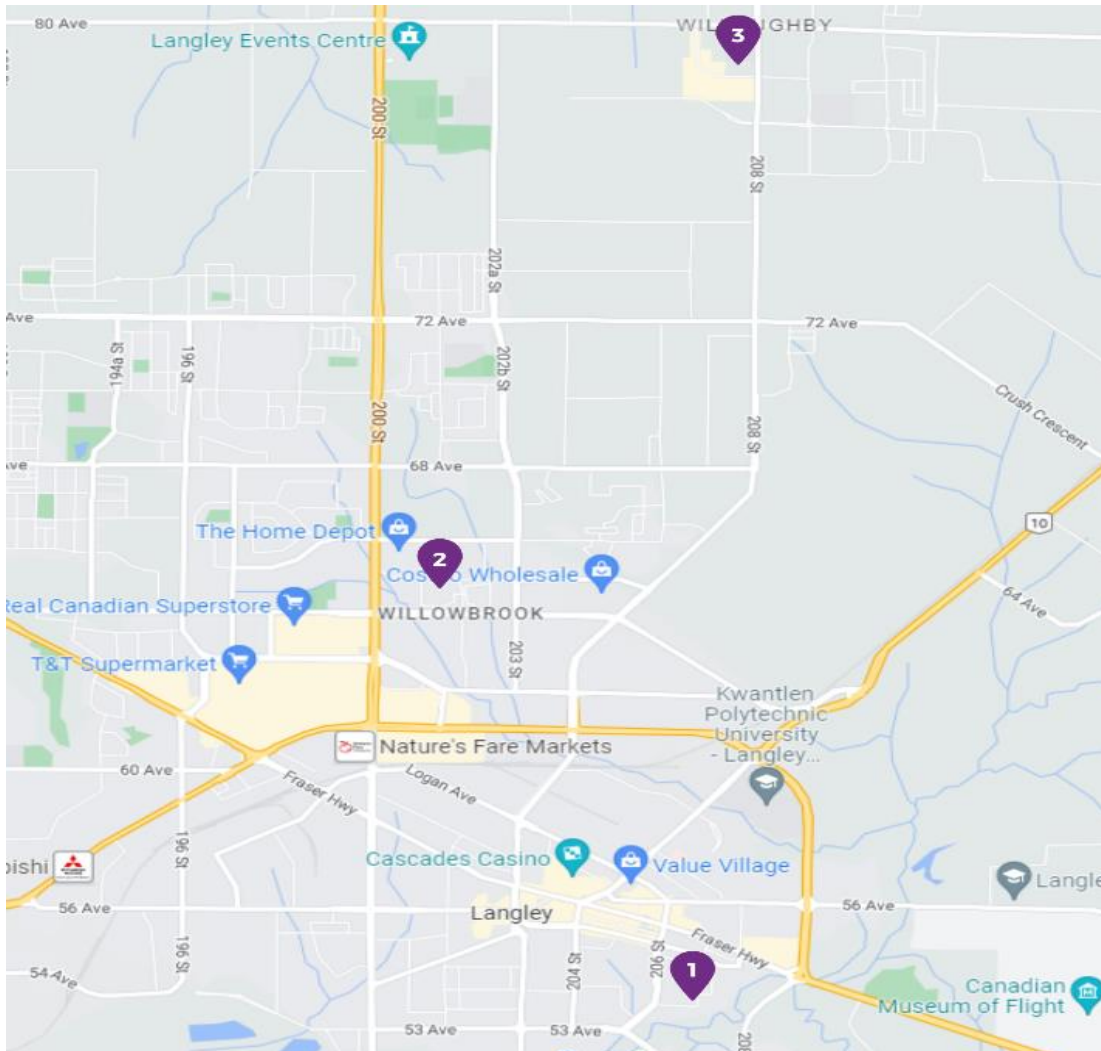 80 Ave
Langley Events Centre
3
200 St
208 St
202a St
Ave
72 Ave
72 Ave
194a St
196 St
202b St
200 St
208 St
Crush Crescent
68 Ave
10
The Home Depot
2
Wholesale
64 Ave
Real Canadian Superstore
WILLOWBROOK
203 St
T&T Supermarket
Kwantlen
Polytechnic
University
- Langley...
Nature's Fare Markets
60 Ave
Logan Ave
Fraser Hwy
196 St
Cascades Casino
Value Village
56 Ave
Langley
56 Ave
Fraser Hwy
196 St
204 St
206 St
1
54 Ave
Canadian
Museum of Flight
53 Ave
53 Ave